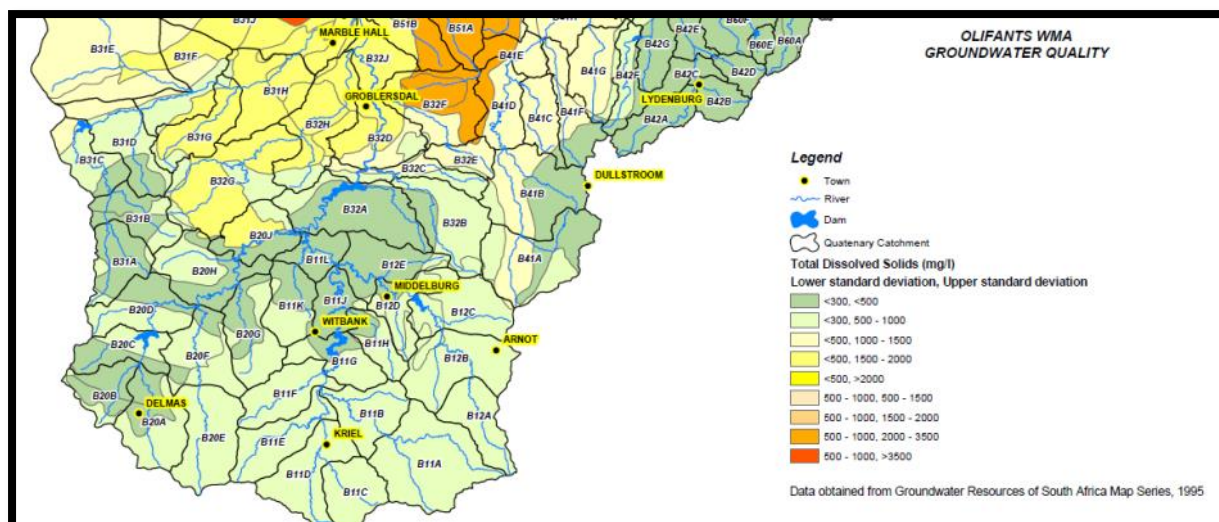 OLIFANTS WMA
GROUNDWATER QUALITY
B31J
B51B
B51A
B42E
B60F
MARBLE HALL
B31E
B31F
B32J
B41E
B41G
B42G
B42F
B60E
B60A
B42C
B42D
B31H
LYDENBURG
B42B
GROBLERSDAL
B32F
B41D
B41C
B41F
B42A
B31G
B32H
B32D
B31D
B31C
B32E
B32C
B32G
DULLSTROOM
B41B
B31B
B32A
B32B
B20J
B31A
B20H
B11L
B12E
B41A
MIDDELBURG
B11K
B11J
B12D
B20D
B12C
WITBANK
B20G
B20C
B11H
ARNOT
B20F
B11G
B12B
B20B
B11F
DELMAS
B20A
B11B
B12A
B20E
B11E
KRIEL
B11D
B11A
B11C
Legend
Town
River
Dam
Quatenary Catchment
Total Dissolved Solids (mg/l)
Lower standard deviation, Upper standard deviation
<300, <500
<300, 500 - 1000
<500, 1000 - 1500
<500, 1500 - 2000
<500, >2000
500 - 1000, 500 - 1500
500 - 1000, 1500 - 2000
500 - 1000, 2000 - 3500
500 - 1000, >3500
Data obtained from Groundwater Resources of South Africa Map Series, 1995